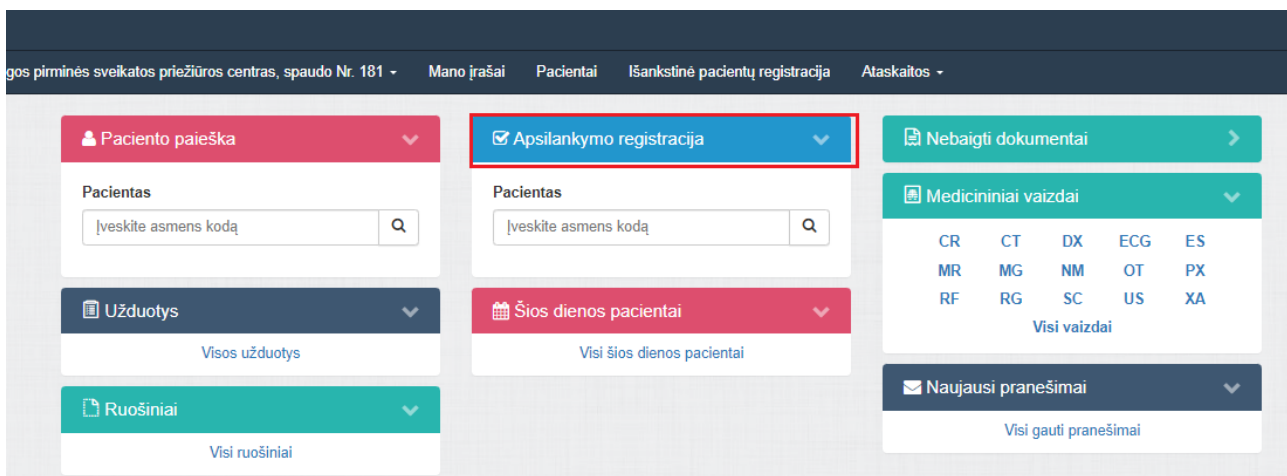 gos pirminės sveikatos priežiūros centras, spaudo Nr. 181 Mano įrašai Pacientai Išankstinė pacientų registracija Ataskaitos
Paciento paieška
Pacientas
Įveskite asmens kodą
Užduotys
Visos užduotys
Ruošiniai
Visi ruošiniai
Apsilankymo registracija
Pacientas
Įveskite asmens kodą
Šios dienos pacientai
Visi šios dienos pacientai
Nebaigti dokumentai
Medicininiai vaizdai
CR CT DX ECG ES
MR MG NM OT PX
RF RG SC US XA
Visi vaizdai
Naujausi pranešimai
Visi gauti pranešimai